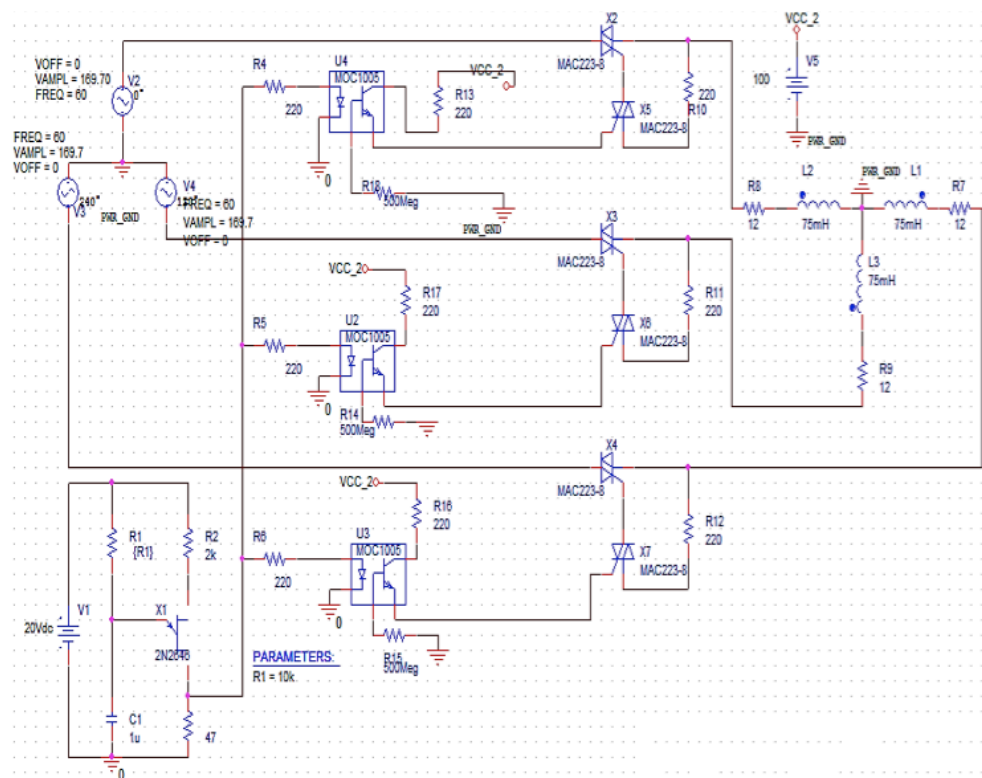 X2
VCC_2
VOFF = 0
VAMPL = 169.70
FREQ = 60
V2
0°
R4
220
U4
MOC1005
VCC_2
R13
220
MAC223-8
X5
MAC223-8
220
R10
V5
100
PWR_GND
FREQ = 60
VAMPL = 169.7
VOFF = 0
240°
V3
V4
FREQ = 60
VAMPL = 169.7
VOFF = 0
PWR_GND
0
R18
500Meg
PWR_GND
L2
L1
R8
R7
12
75mH
75mH
12
X3
PWR_GND
MAC223-8
L3
75mH
VCC_2
R17
220
R11
220
X6
MAC223-8
U2
MOC1005
R5
220
R9
12
0
R14
500Meg
X4
VCC_2
MAC223-8
R16
220
R1
{R1}
R2
2k
U3
MOC1005
R6
220
R12
220
X7
MAC223-8
V1
20Vdc
X1
2N2646
0
R15
500Meg
PARAMETERS:
R1 = 10k
C1
1u
47
0